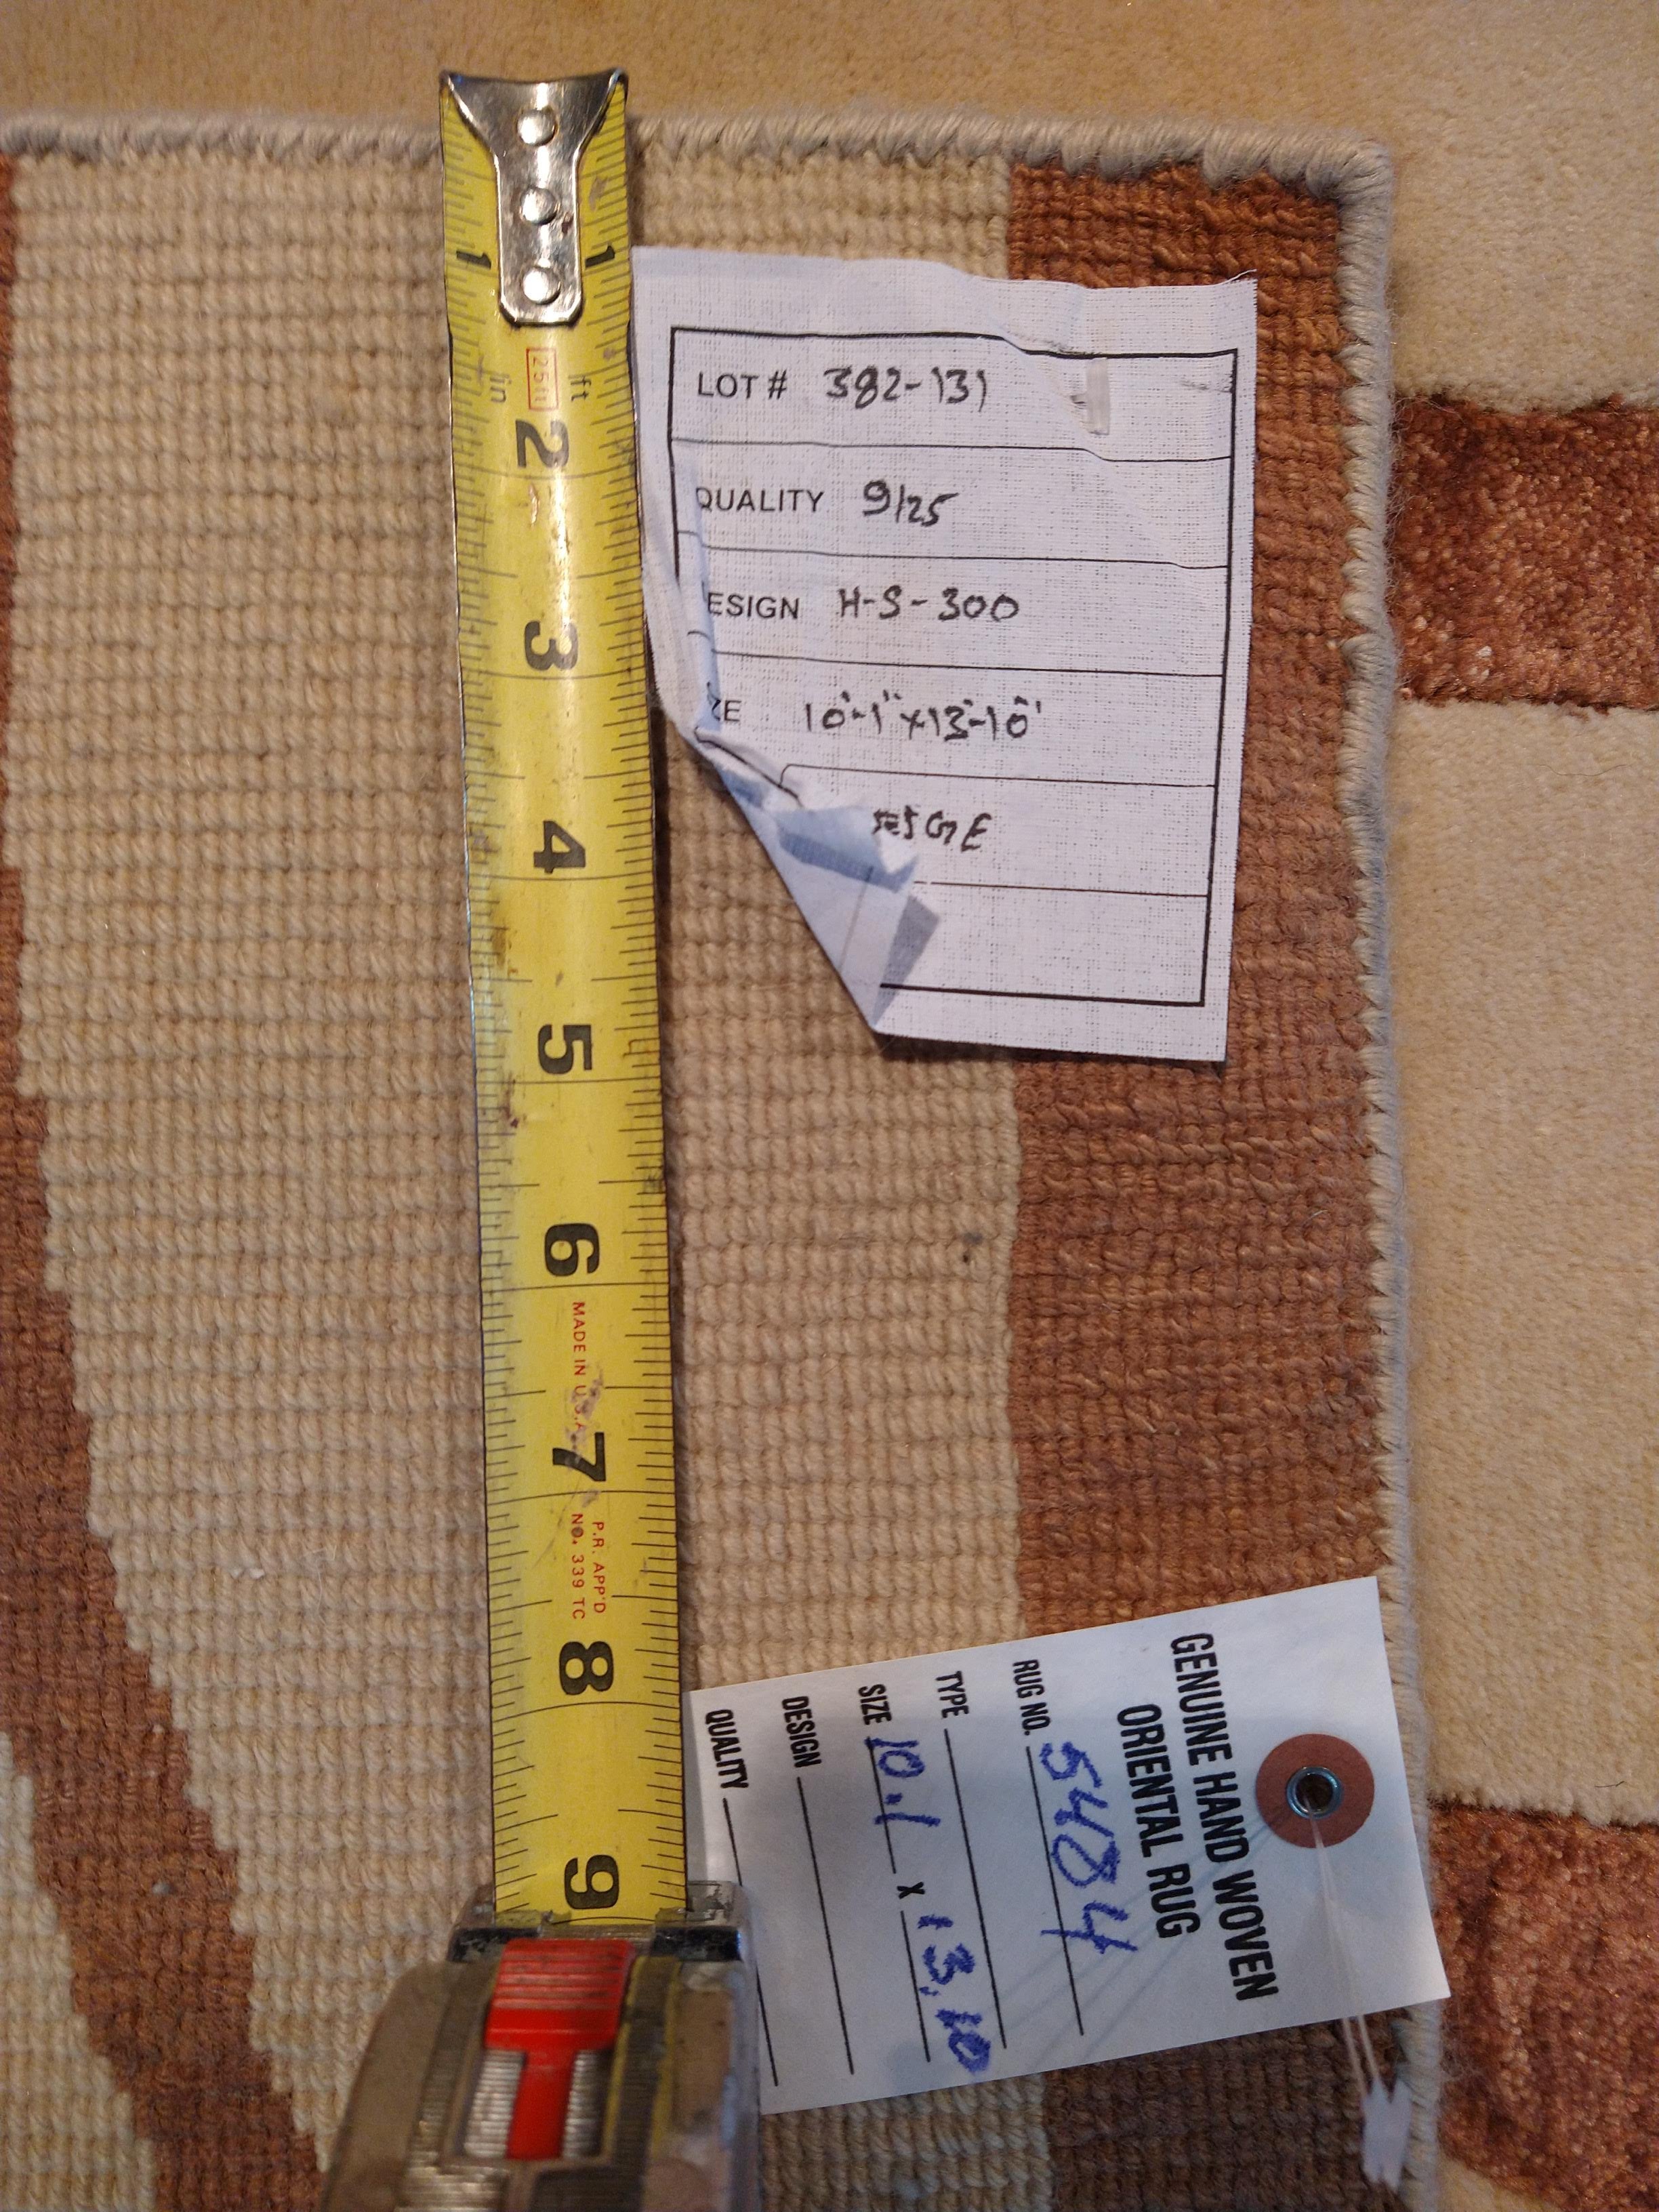 1 1
in 25ft ft
2
3
4
5
6
MADE IN U.S.A.
7
P.R. APP'D
NO. 339 TC
8
9
LOT # 382-131
QUALITY 9/25
ESIGN H-S-300
ZE 10'-1" x 13'-10"
GENUINE HAND WOVEN
ORIENTAL RUG
RUG NO. 5484
TYPE
SIZE 10.1 x 13.10
DESIGN
QUALITY